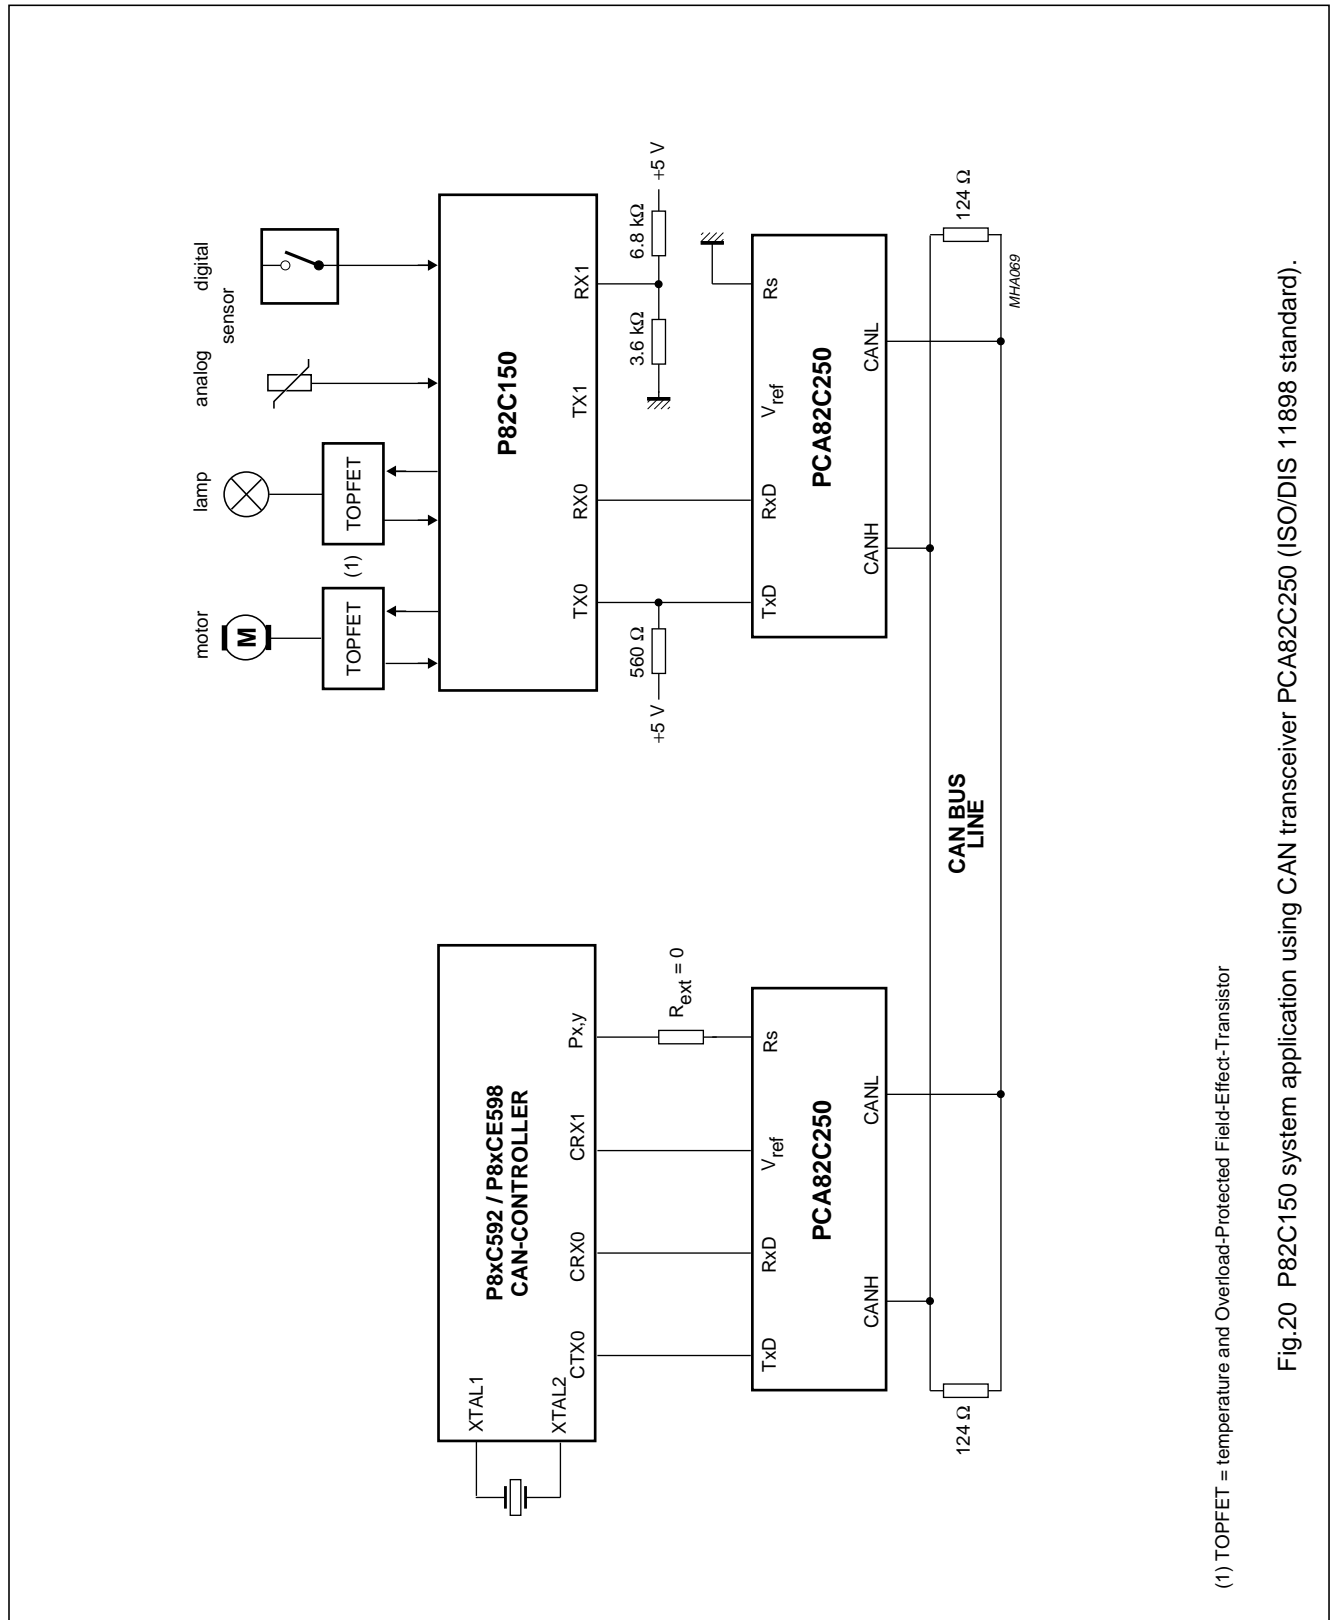 motor
lamp
analog
digital
sensor
M
TOPFET
(1)
TOPFET
P82C150
TX0
RX0
TX1
RX1
+5 V
560 Ω
3.6 kΩ
6.8 kΩ
+5 V
TxD
RxD
Vref
Rs
PCA82C250
CANH
CANL
XTAL1
XTAL2
P8xC592 / P8xCE598
CAN-CONTROLLER
CTX0
CRX0
CRX1
Px,y
Rext = 0
TxD
RxD
Vref
Rs
PCA82C250
CANH
CANL
124 Ω
CAN BUS
LINE
124 Ω
MHA069
(1) TOPFET = temperature and Overload-Protected Field-Effect-Transistor
Fig.20 P82C150 system application using CAN transceiver PCA82C250 (ISO/DIS 11898 standard).